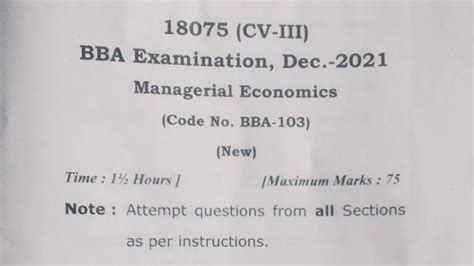 18075 (CV-III)
BBA Examination, Dec.-2021
Managerial Economics
(Code No. BBA-103)
(New)
Time : 1½ Hours ] [Maximum Marks : 75
Note : Attempt questions from all Sections
as per instructions.